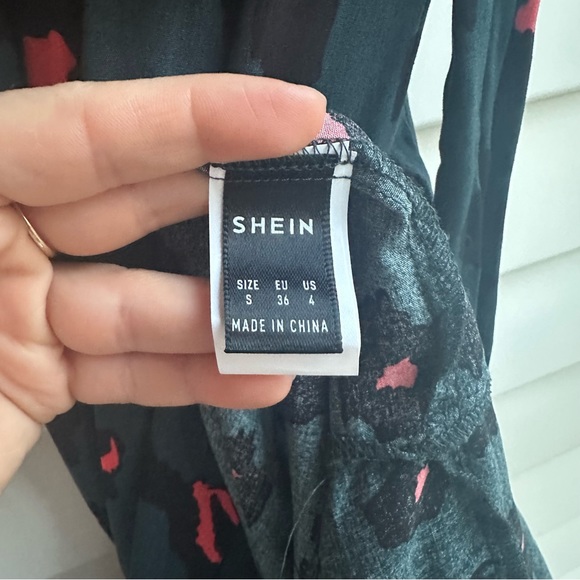 SHEIN
SIZE EU US
S 36 4
MADE IN CHINA